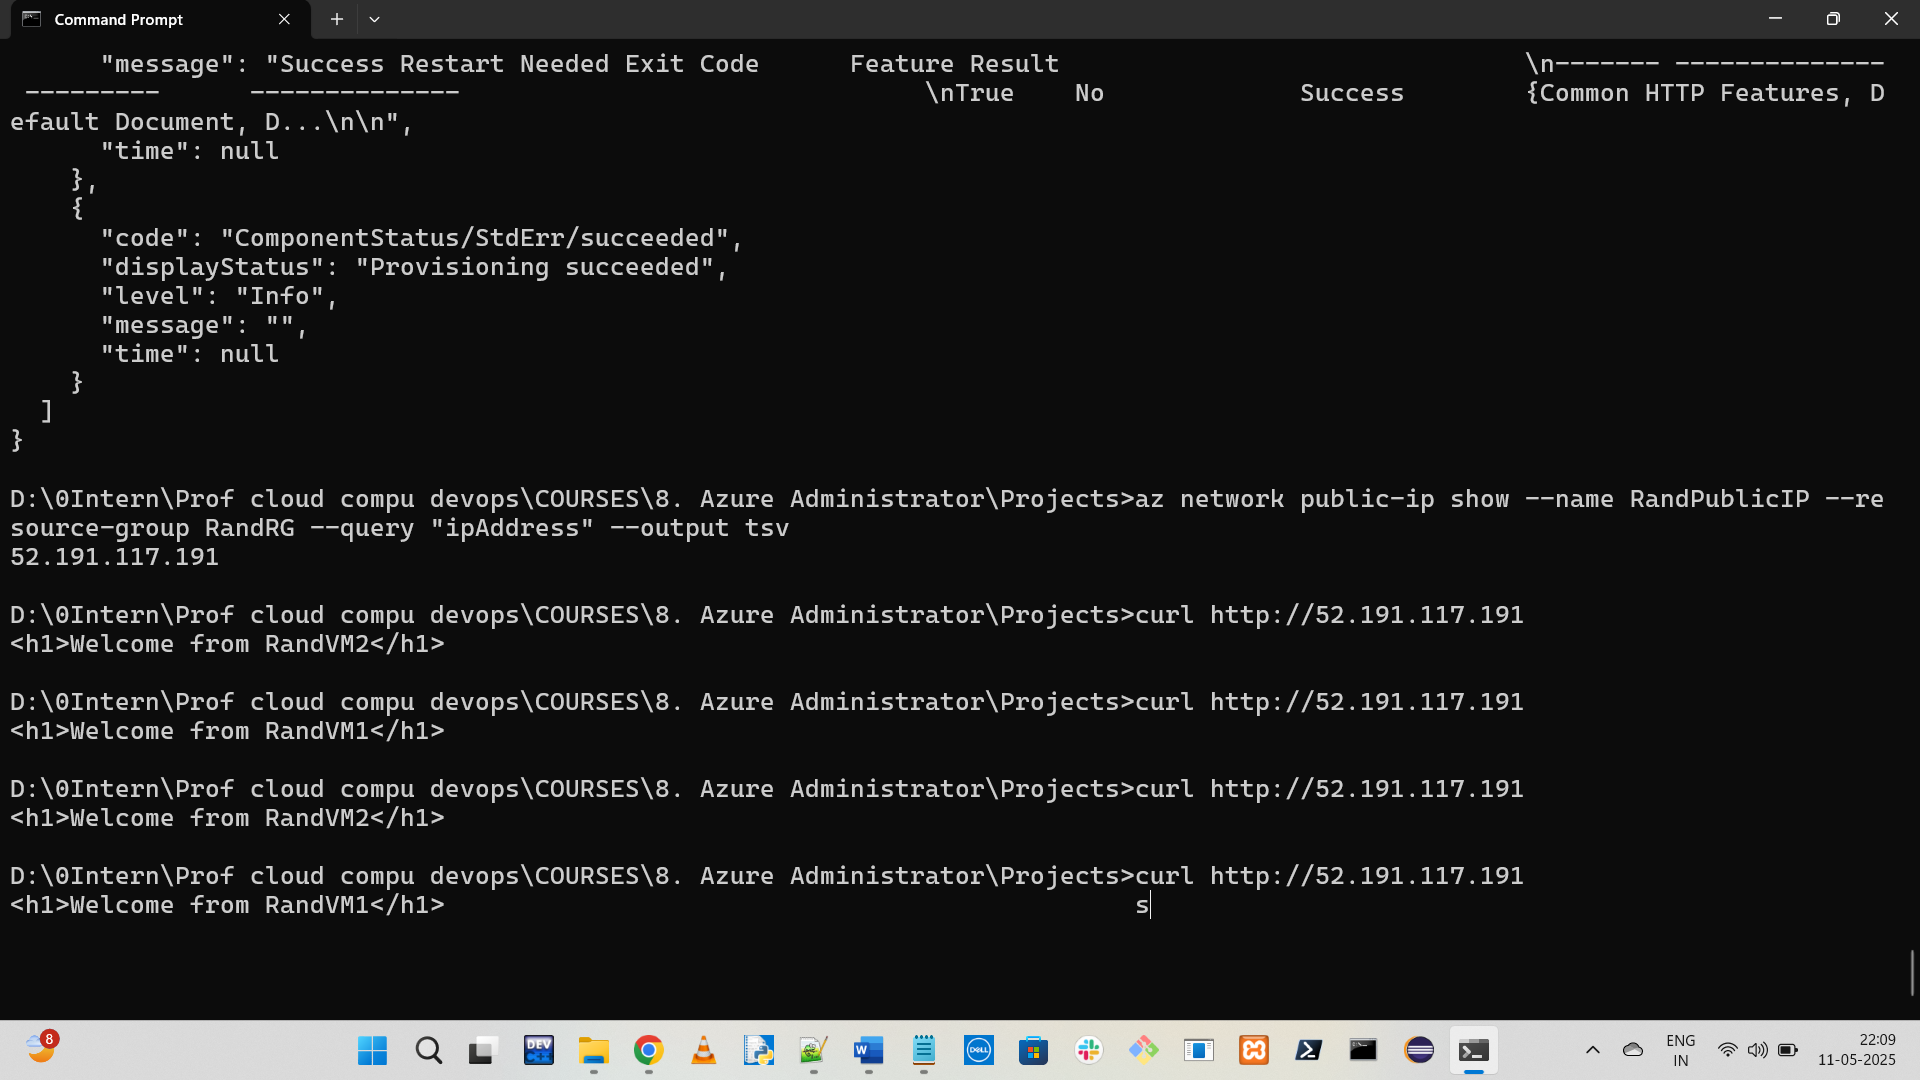 Command Prompt
"message": "Success Restart Needed Exit Code      Feature Result                               \n------- --------------
 ---------      --------------                               \nTrue    No             Success        {Common HTTP Features, D
efault Document, D...\n\n",
      "time": null
    },
    {
      "code": "ComponentStatus/StdErr/succeeded",
      "displayStatus": "Provisioning succeeded",
      "level": "Info",
      "message": "",
      "time": null
    }
  ]
}
D:\0Intern\Prof cloud compu devops\COURSES\8. Azure Administrator\Projects>az network public-ip show --name RandPublicIP --re
source-group RandRG --query "ipAddress" --output tsv
52.191.117.191
D:\0Intern\Prof cloud compu devops\COURSES\8. Azure Administrator\Projects>curl http://52.191.117.191
<h1>Welcome from RandVM2</h1>
D:\0Intern\Prof cloud compu devops\COURSES\8. Azure Administrator\Projects>curl http://52.191.117.191
<h1>Welcome from RandVM1</h1>
D:\0Intern\Prof cloud compu devops\COURSES\8. Azure Administrator\Projects>curl http://52.191.117.191
<h1>Welcome from RandVM2</h1>
D:\0Intern\Prof cloud compu devops\COURSES\8. Azure Administrator\Projects>curl http://52.191.117.191
<h1>Welcome from RandVM1</h1>                                              s
8
DEV
C++
W
DELL
ENG
IN
22:09
11-05-2025